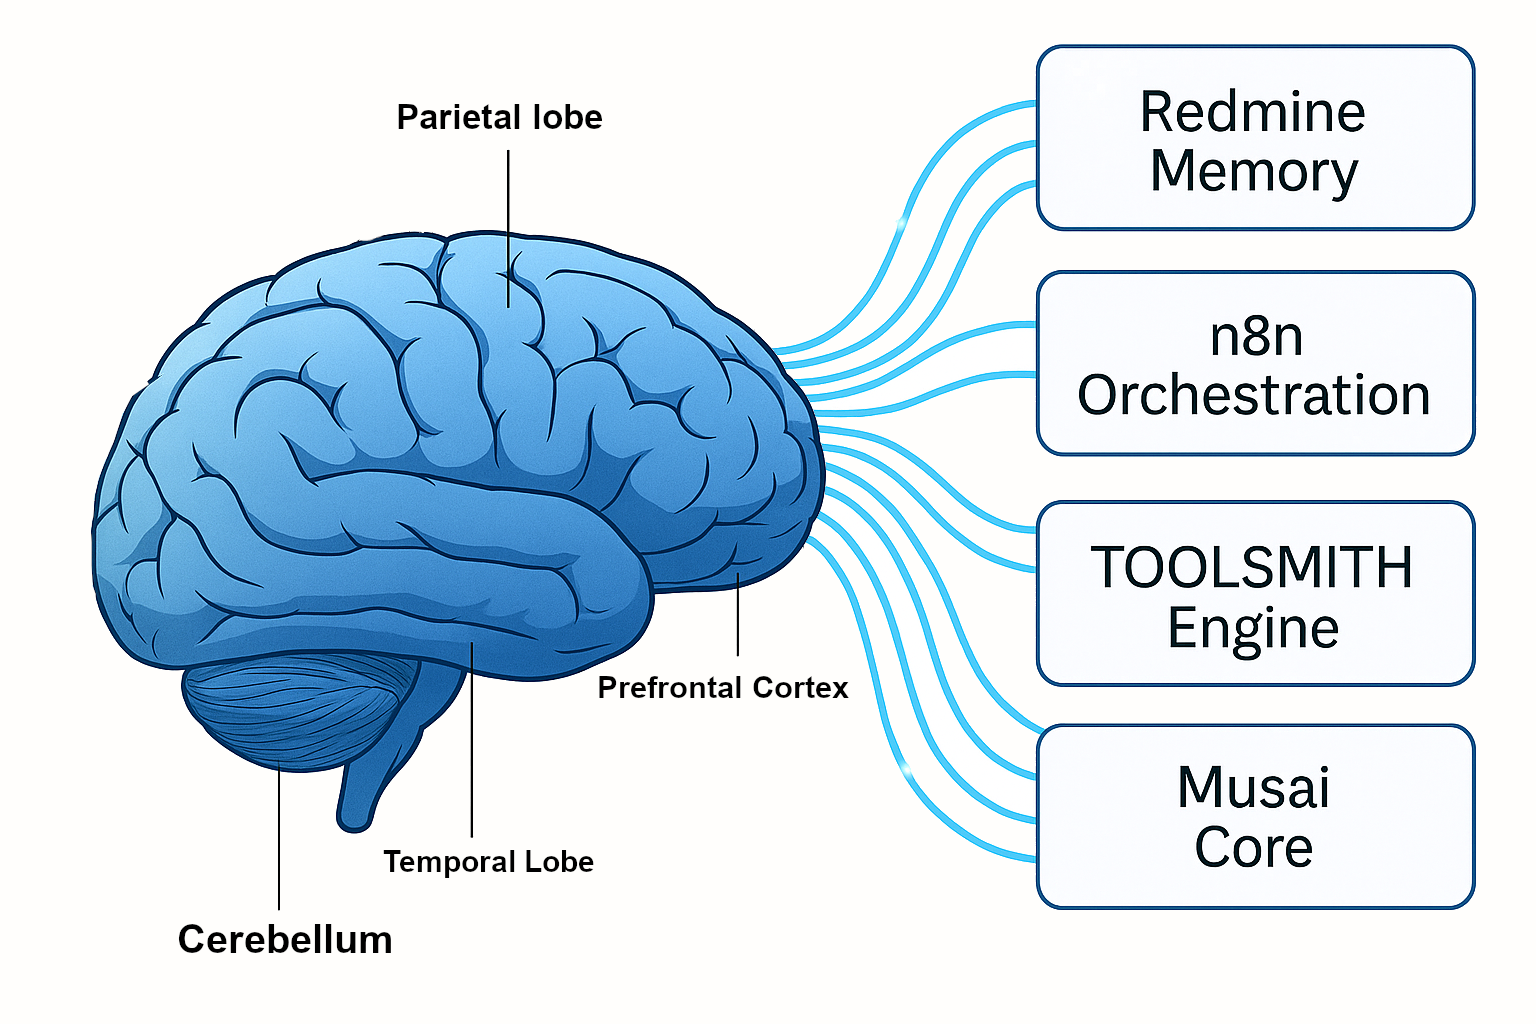 Parietal lobe
Prefrontal Cortex
Temporal Lobe
Cerebellum
Redmine
Memory
n8n
Orchestration
TOOLSMITH
Engine
Musai
Core